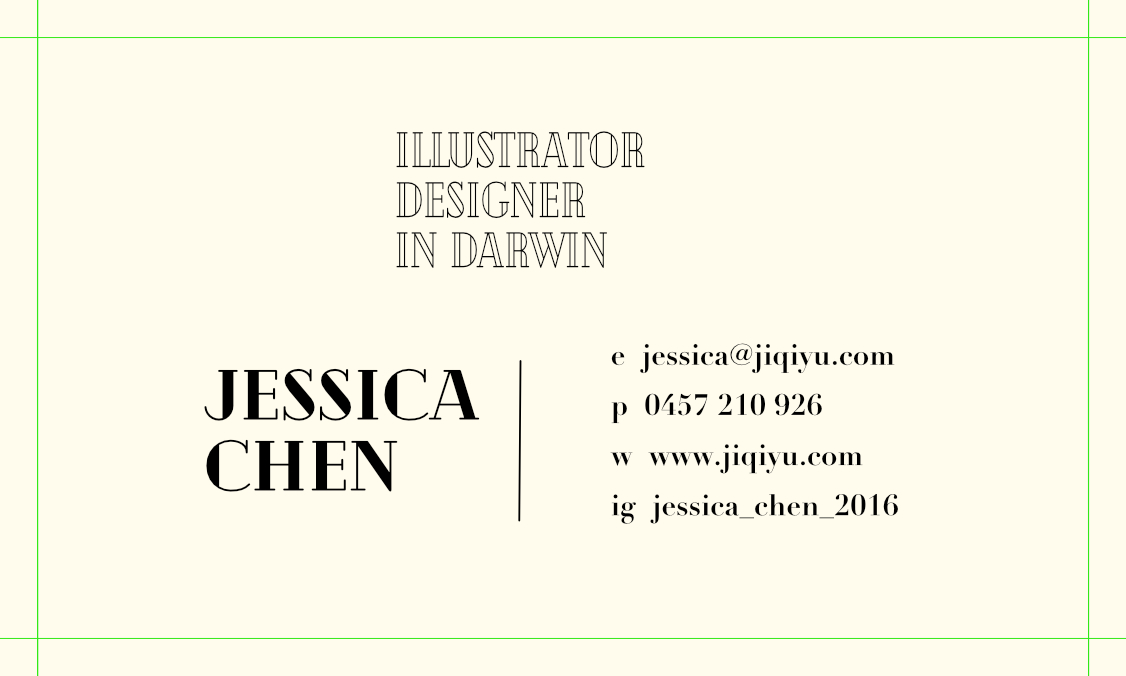 ILLUSTRATOR
DESIGNER
IN DARWIN
JESSICA
CHEN
e jessica@jiqiyu.com
p 0457 210 926
w www.jiqiyu.com
ig jessica_chen_2016